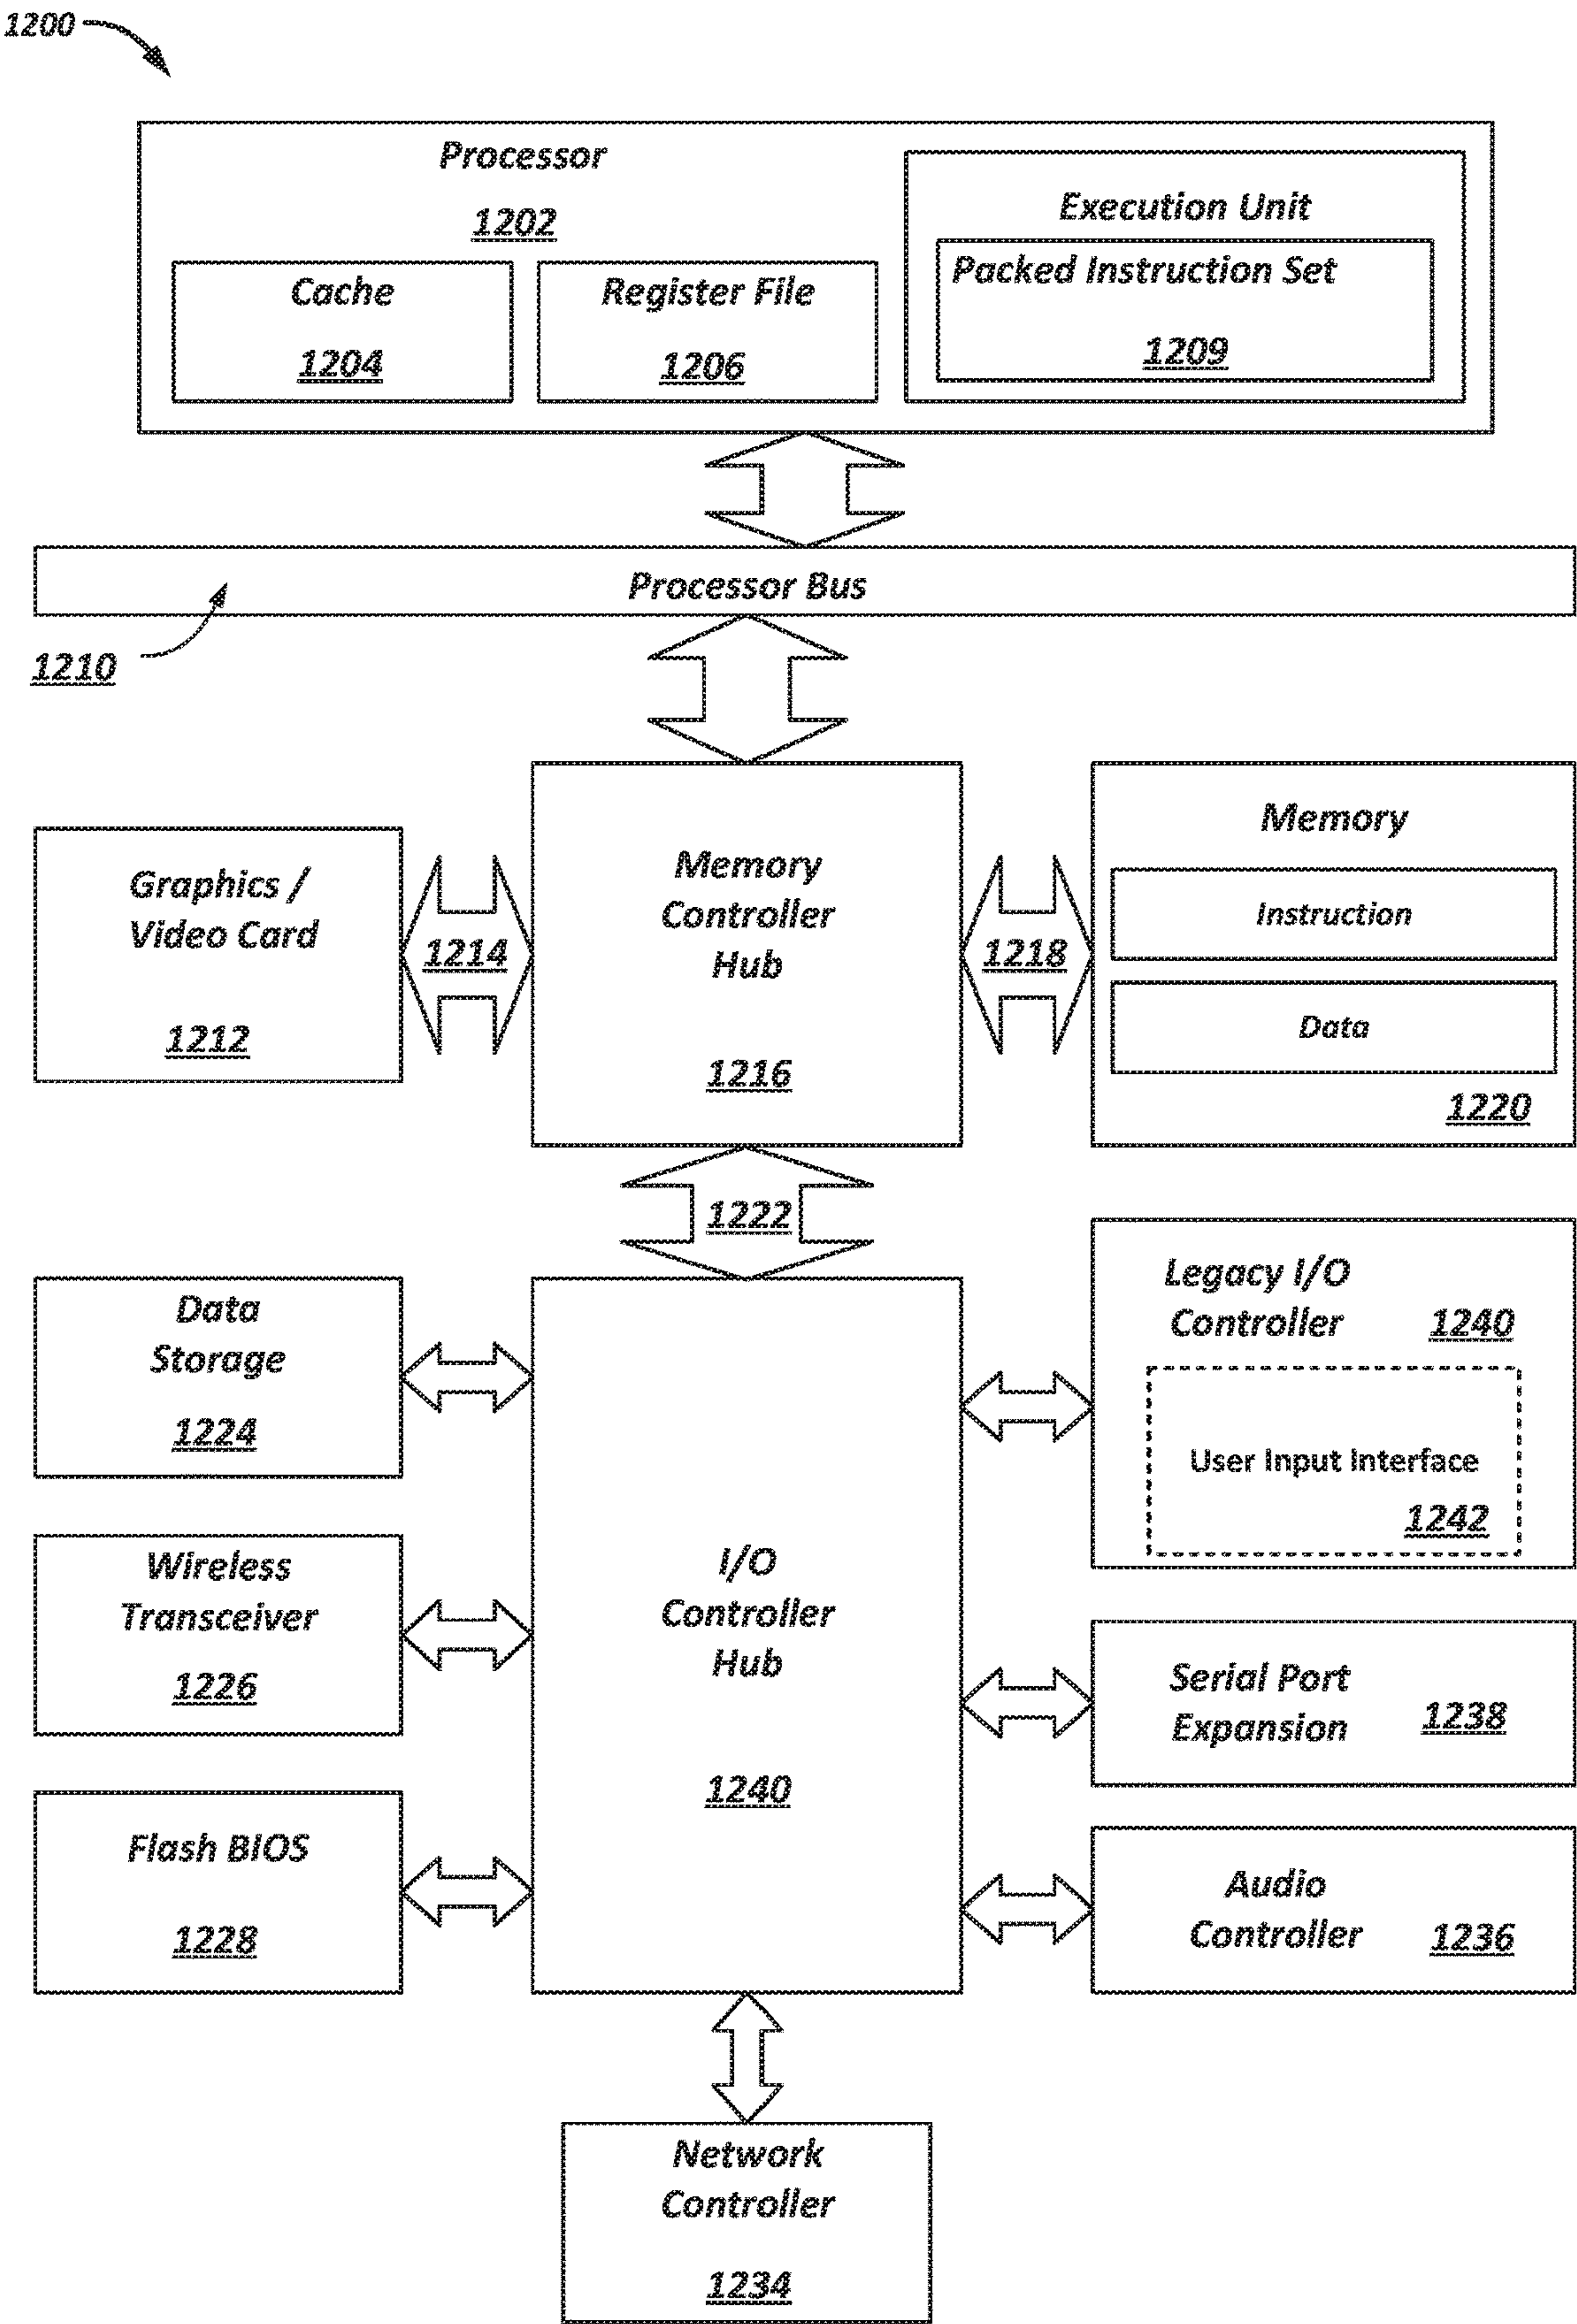 1200
Processor
1202
Cache
1204
Register File
1206
Execution Unit
Packed Instruction Set
1209
Processor Bus
1210
Graphics /
Video Card
1212
1214
Memory
Controller
Hub
1216
1218
Memory
Instruction
Data
1220
1222
Data
Storage
1224
Wireless
Transceiver
1226
Flash BIOS
1228
I/O
Controller
Hub
1240
Legacy I/O
Controller 1240
User Input Interface
1242
Serial Port
Expansion 1238
Audio
Controller 1236
Network
Controller
1234